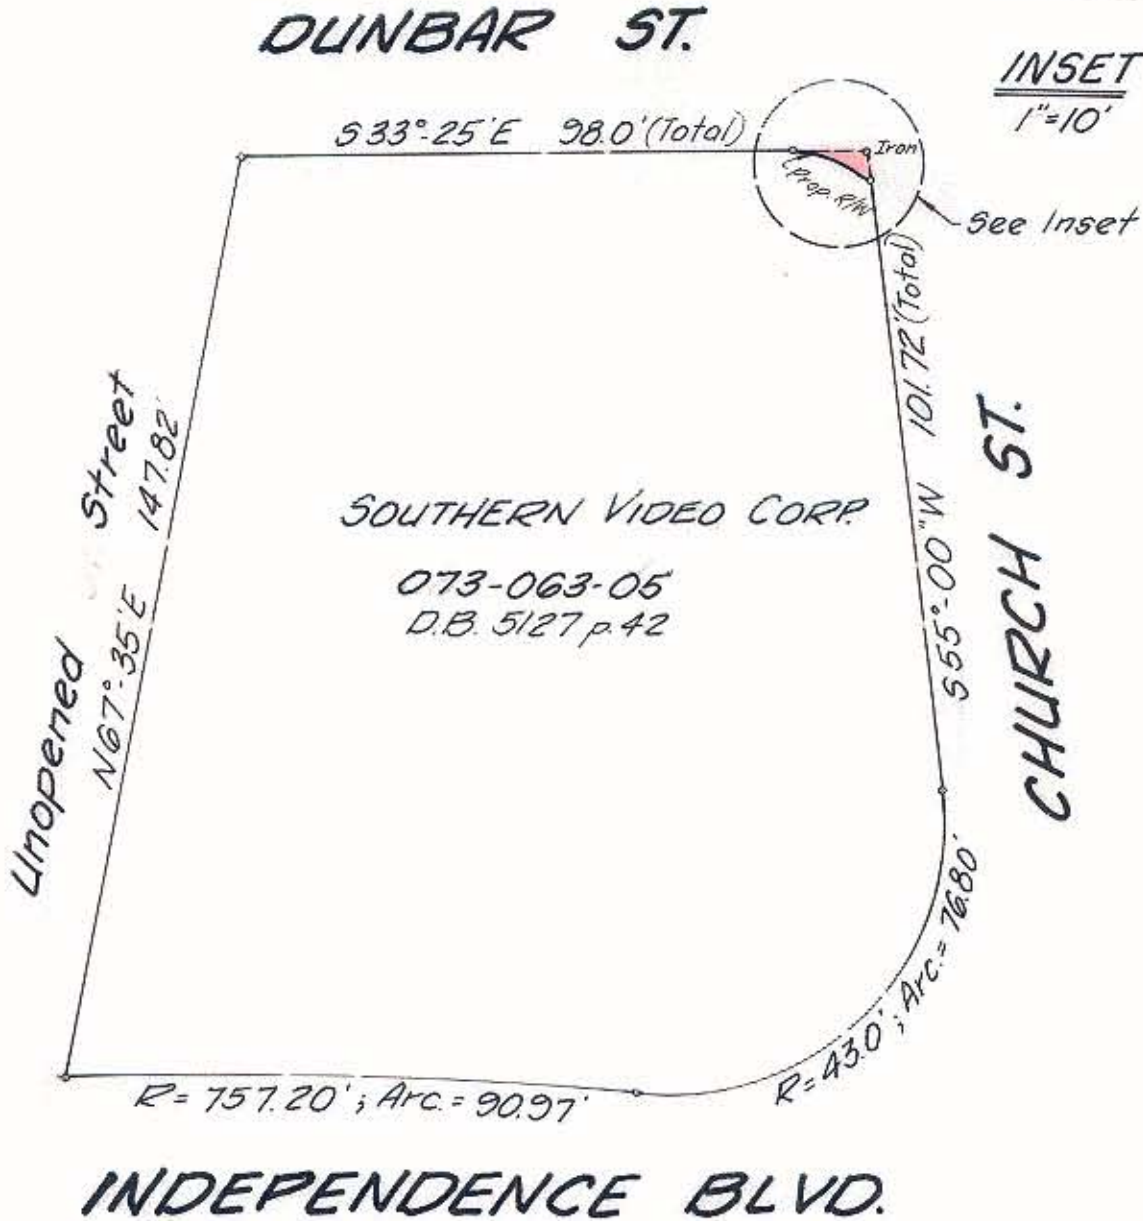 DUNBAR ST.
INSET
1"=10'
S33°-25'E 98.0'(Total)
Iron
(Prop. R/W
See Inset
101.72'(Total)
S55°-00"W
CHURCH ST.
Unopened Street
N67°-35'E 147.82'
SOUTHERN VIDEO CORP.
073-063-05
D.B. 5127 p. 42
R=43.0'; Arc.= 76.80'
R= 757.20'; Arc.= 90.97'
INDEPENDENCE BLVD.